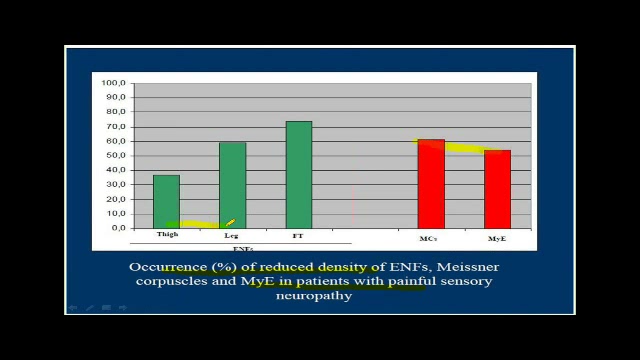 100,0
90,0
80,0
70,0
60,0
50,0
40,0
30,0
20,0
10,0
0,0
Thigh Leg FT MCs MyE
ENFs
Occurrence (%) of reduced density of ENFs, Meissner
corpuscles and MyE in patients with painful sensory
neuropathy